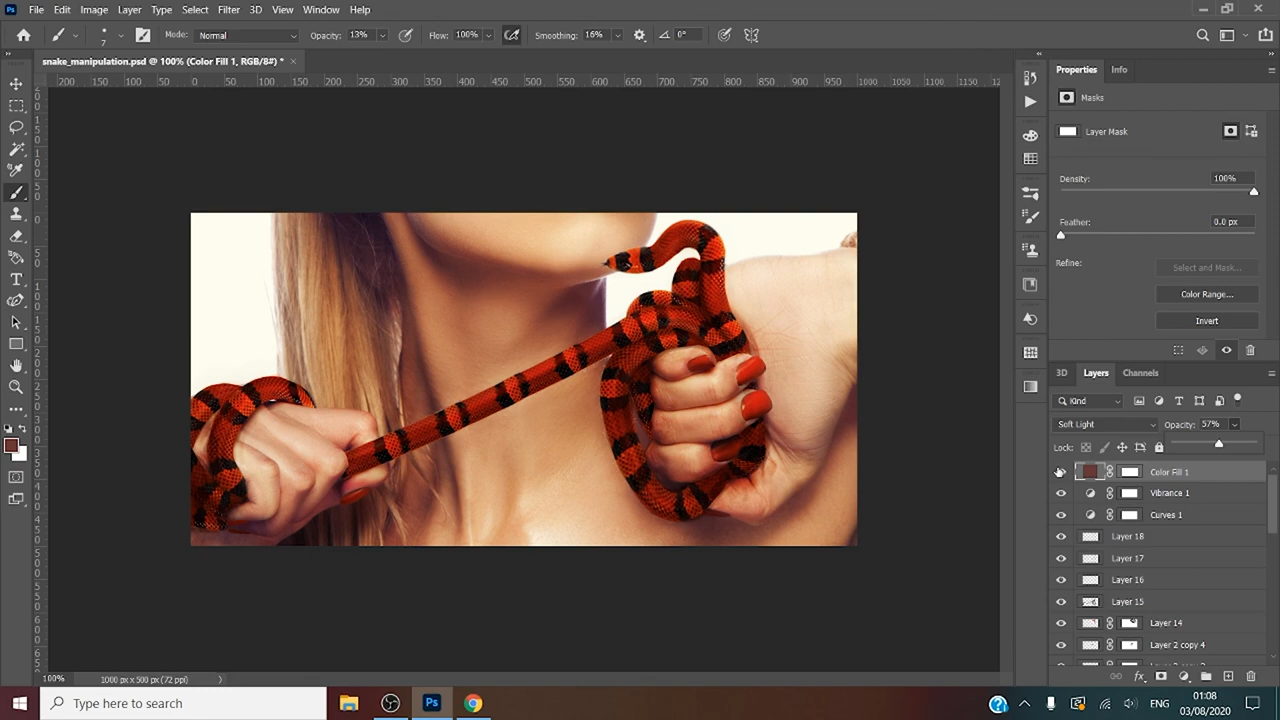 Ps File Edit Image Layer Type Select Filter 3D View Window Help
7 Mode: Normal Opacity: 13% Flow: 100% Smoothing: 16% 0°
snake_manipulation.psd @ 100% (Color Fill 1, RGB/8#) *
200 150 100 50 0 50 100 150 200 250 300 350 400 450 500 550 600 650 700 750 800 850 900 950 1000 1050 1100 1150
Properties Info
Masks
Layer Mask
Density: 100%
Feather: 0.0 px
Refine:
Select and Mask...
Color Range...
Invert
3D Layers Channels
Kind
Soft Light Opacity: 57%
Lock:
Color Fill 1
Vibrance 1
Curves 1
Layer 18
Layer 17
Layer 16
Layer 15
Layer 14
Layer 2 copy 4
100% 1000 px x 500 px (72 ppi)
Type here to search
Ps
ENG
01:08
03/08/2020